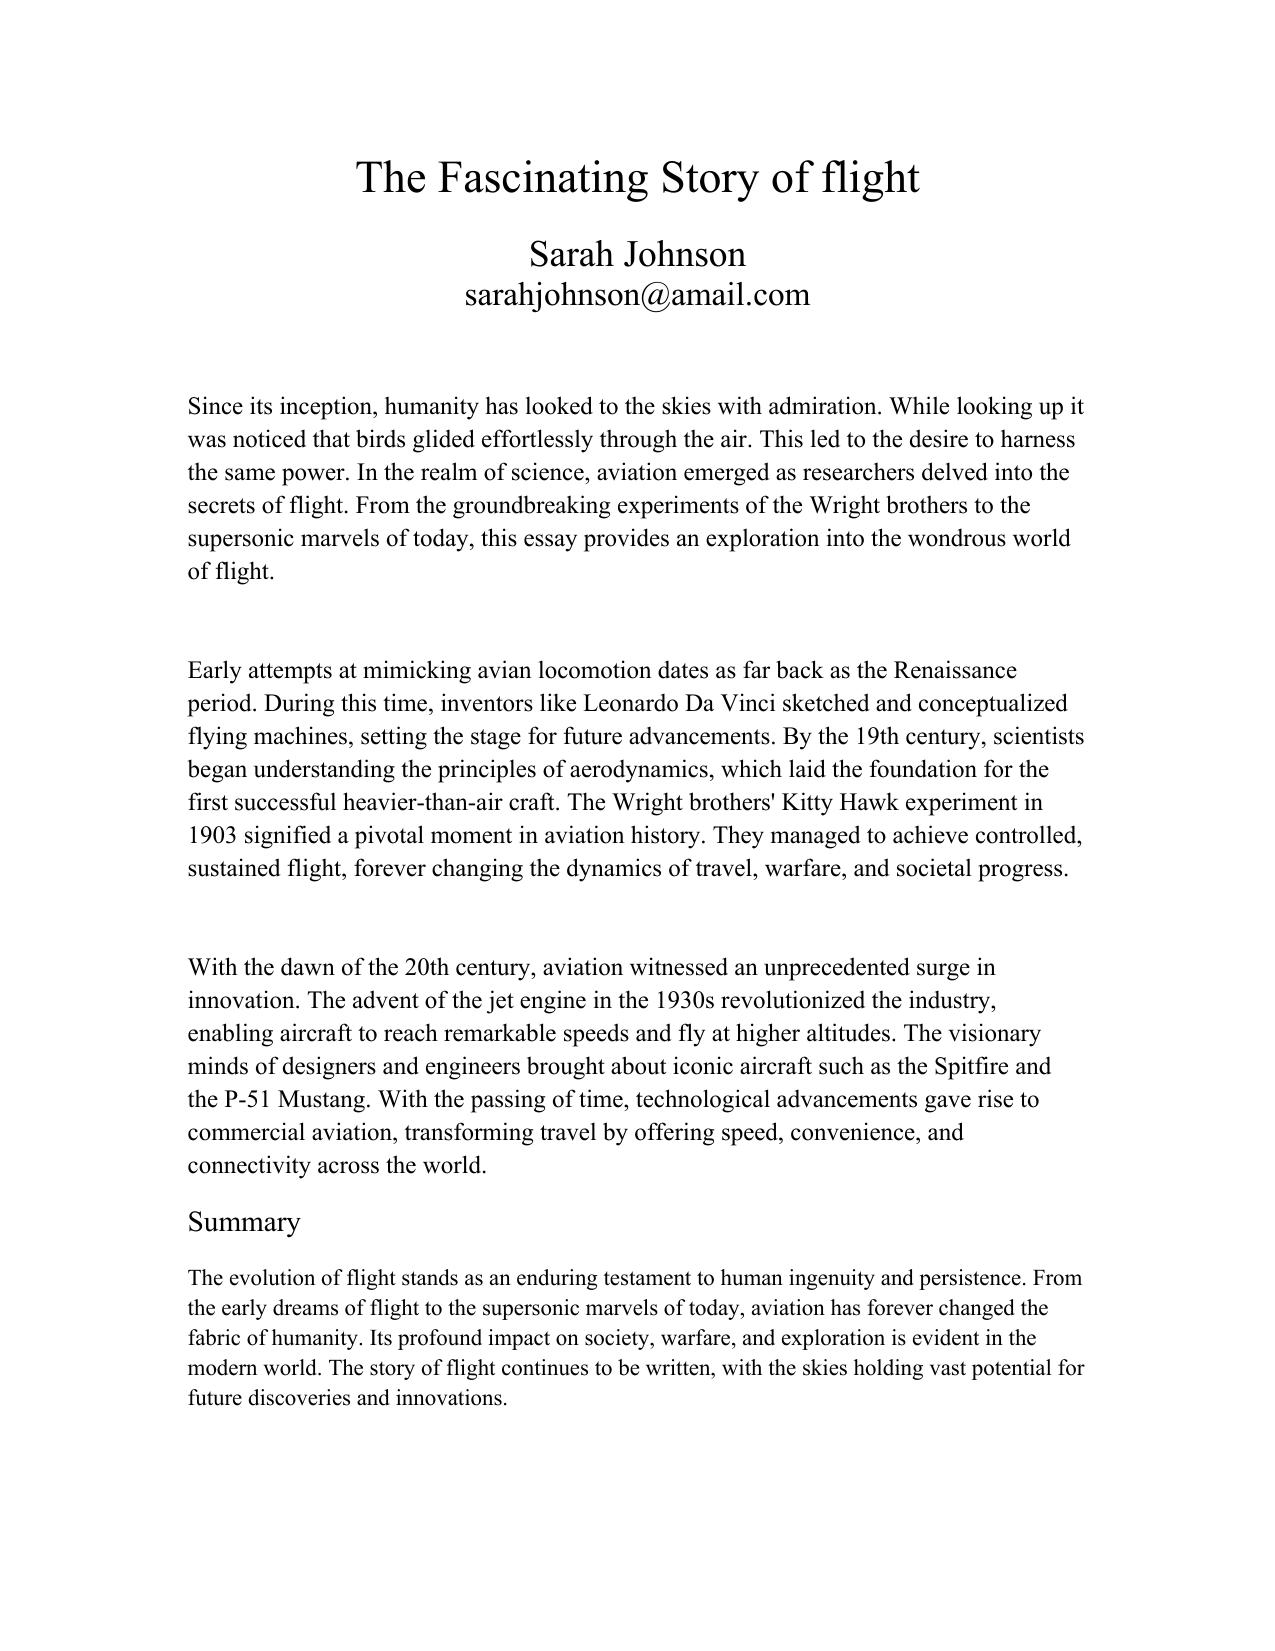 The Fascinating Story of flight
Sarah Johnson
sarahjohnson@amail.com
Since its inception, humanity has looked to the skies with admiration. While looking up it
was noticed that birds glided effortlessly through the air. This led to the desire to harness
the same power. In the realm of science, aviation emerged as researchers delved into the
secrets of flight. From the groundbreaking experiments of the Wright brothers to the
supersonic marvels of today, this essay provides an exploration into the wondrous world
of flight.
Early attempts at mimicking avian locomotion dates as far back as the Renaissance
period. During this time, inventors like Leonardo Da Vinci sketched and conceptualized
flying machines, setting the stage for future advancements. By the 19th century, scientists
began understanding the principles of aerodynamics, which laid the foundation for the
first successful heavier-than-air craft. The Wright brothers' Kitty Hawk experiment in
1903 signified a pivotal moment in aviation history. They managed to achieve controlled,
sustained flight, forever changing the dynamics of travel, warfare, and societal progress.
With the dawn of the 20th century, aviation witnessed an unprecedented surge in
innovation. The advent of the jet engine in the 1930s revolutionized the industry,
enabling aircraft to reach remarkable speeds and fly at higher altitudes. The visionary
minds of designers and engineers brought about iconic aircraft such as the Spitfire and
the P-51 Mustang. With the passing of time, technological advancements gave rise to
commercial aviation, transforming travel by offering speed, convenience, and
connectivity across the world.
Summary
The evolution of flight stands as an enduring testament to human ingenuity and persistence. From
the early dreams of flight to the supersonic marvels of today, aviation has forever changed the
fabric of humanity. Its profound impact on society, warfare, and exploration is evident in the
modern world. The story of flight continues to be written, with the skies holding vast potential for
future discoveries and innovations.